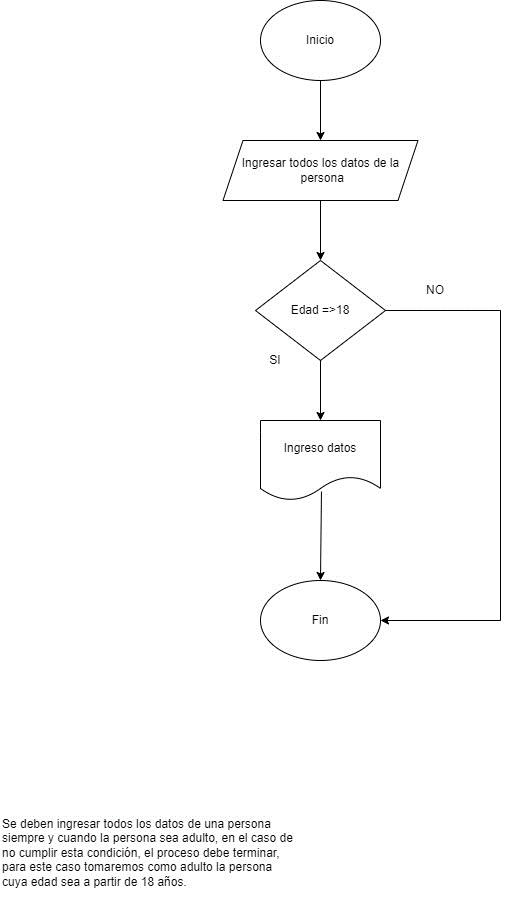 Inicio
Ingresar todos los datos de la
persona
NO
Edad =>18
SI
Ingreso datos
Fin
Se deben ingresar todos los datos de una persona
siempre y cuando la persona sea adulto, en el caso de
no cumplir esta condición, el proceso debe terminar,
para este caso tomaremos como adulto la persona
cuya edad sea a partir de 18 años.